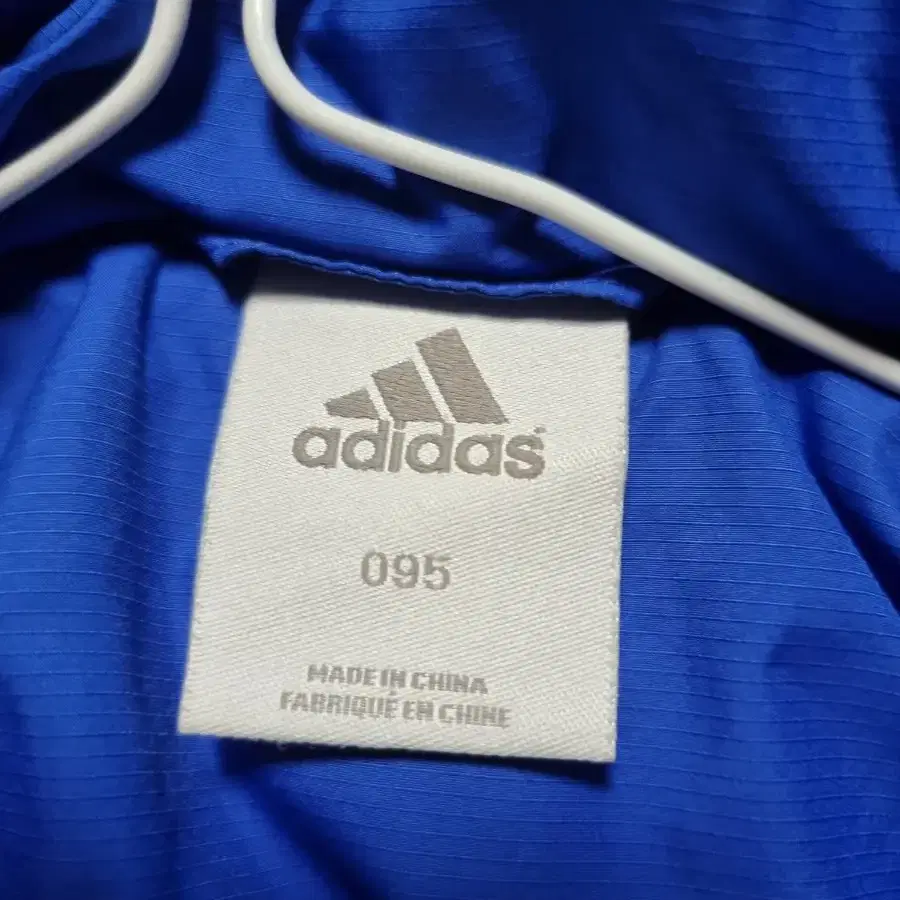 adidas
095
MADE IN CHINA
FABRIQUÉ EN CHINE